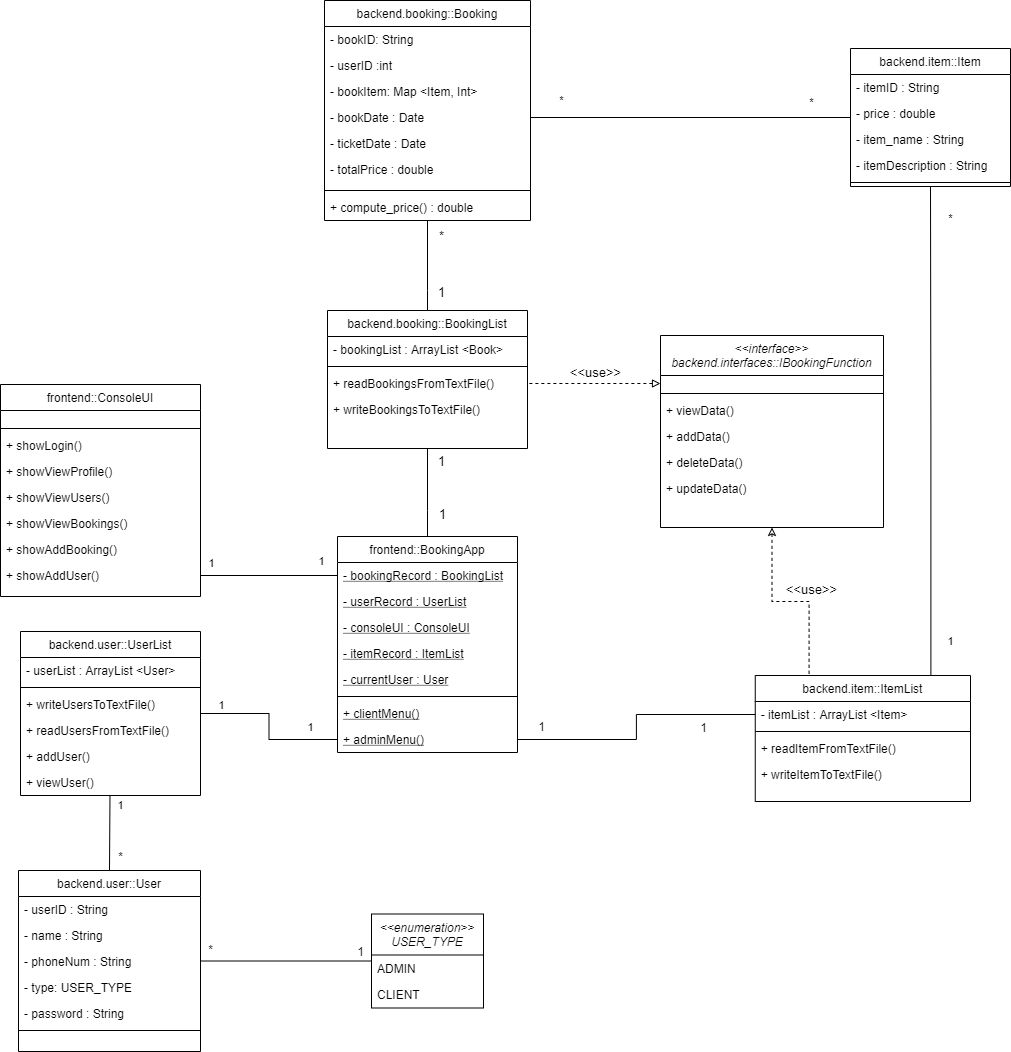 backend.booking::Booking
- bookID: String
- userID :int
- bookItem: Map <Item, Int>
- bookDate : Date
- ticketDate : Date
- totalPrice : double
+ compute_price() : double
backend.item::Item
- itemID : String
- price : double
- item_name : String
- itemDescription : String
*
*
*
*
1
backend.booking::BookingList
- bookingList : ArrayList <Book>
+ readBookingsFromTextFile()
+ writeBookingsToTextFile()
<<use>>
<<interface>>
backend.interfaces::IBookingFunction
+ viewData()
+ addData()
+ deleteData()
+ updateData()
frontend::ConsoleUI
+ showLogin()
+ showViewProfile()
+ showViewUsers()
+ showViewBookings()
+ showAddBooking()
+ showAddUser()
1
1
1
1
frontend::BookingApp
- bookingRecord : BookingList
- userRecord : UserList
- consoleUI : ConsoleUI
- itemRecord : ItemList
- currentUser : User
+ clientMenu()
+ adminMenu()
<<use>>
1
backend.user::UserList
- userList : ArrayList <User>
+ writeUsersToTextFile()
+ readUsersFromTextFile()
+ addUser()
+ viewUser()
1
1
1
1
backend.item::ItemList
- itemList : ArrayList <Item>
+ readItemFromTextFile()
+ writeItemToTextFile()
1
*
backend.user::User
- userID : String
- name : String
- phoneNum : String
- type: USER_TYPE
- password : String
*
1
<<enumeration>>
USER_TYPE
ADMIN
CLIENT